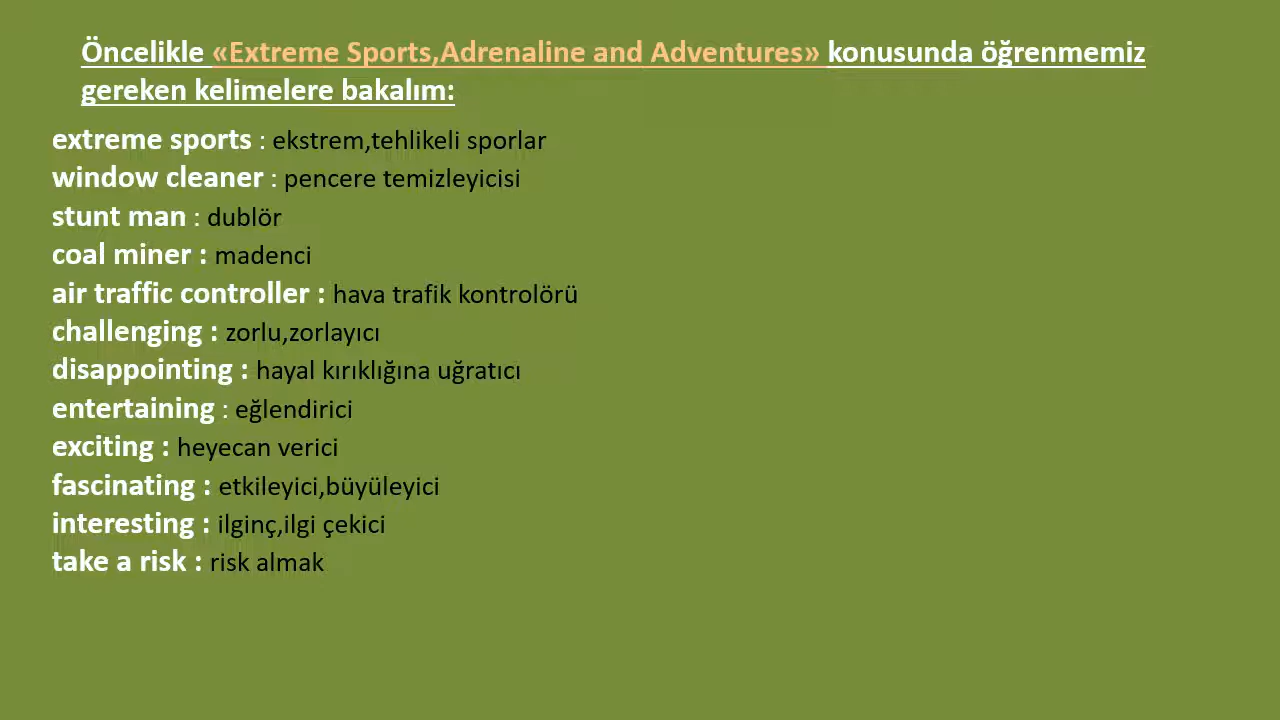 Öncelikle «Extreme Sports,Adrenaline and Adventures» konusunda öğrenmemiz
gereken kelimelere bakalım:
extreme sports : ekstrem,tehlikeli sporlar
window cleaner : pencere temizleyicisi
stunt man : dublör
coal miner : madenci
air traffic controller : hava trafik kontrolörü
challenging : zorlu,zorlayıcı
disappointing : hayal kırıklığına uğratıcı
entertaining : eğlendirici
exciting : heyecan verici
fascinating : etkileyici,büyüleyici
interesting : ilginç,ilgi çekici
take a risk : risk almak